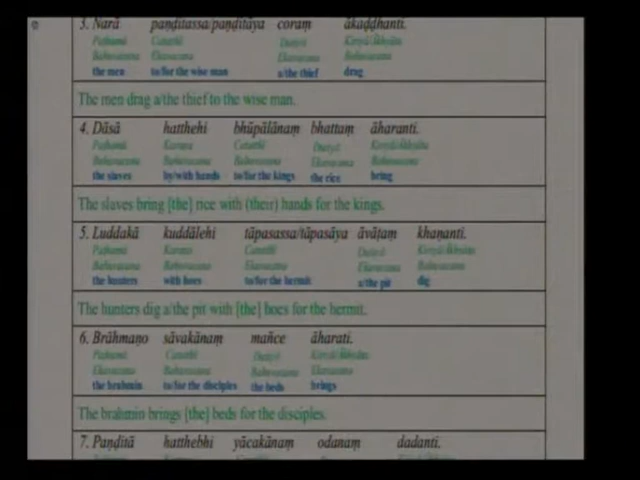 3. Narā paṇḍitassa/paṇḍitāya coraṃ ākaḍḍhanti.
Paṭhamā Catutthī Dutiyā Kiriyā/Ākhyāta
Bahuvacana Ekavacana Ekavacana Bahuvacana
the men to/for the wise man a/the thief drag
The men drag a/the thief to the wise man.
4. Dāsā hatthehi bhūpālānaṃ bhattaṃ āharanti.
Paṭhamā Karaṇa Catutthī Dutiyā Kiriyā/Ākhyāta
Bahuvacana Bahuvacana Bahuvacana Ekavacana Bahuvacana
the slaves by/with hands to/for the kings the rice bring
The slaves bring [the] rice with (their) hands for the kings.
5. Luddakā kuddālehi tāpasassa/tāpasāya āvāṭaṃ khaṇanti.
Paṭhamā Karaṇa Catutthī Dutiyā Kiriyā/Ākhyāta
Bahuvacana Bahuvacana Ekavacana Ekavacana Bahuvacana
the hunters with hoes to/for the hermit a/the pit dig
The hunters dig a/the pit with [the] hoes for the hermit.
6. Brāhmaṇo sāvakānaṃ mañce āharati.
Paṭhamā Catutthī Dutiyā Kiriyā/Ākhyāta
Ekavacana Bahuvacana Bahuvacana Ekavacana
the brahmin to/for the disciples the beds brings
The brahmin brings [the] beds for the disciples.
7. Paṇḍitā hatthebhi yācakānaṃ odanaṃ dadanti.